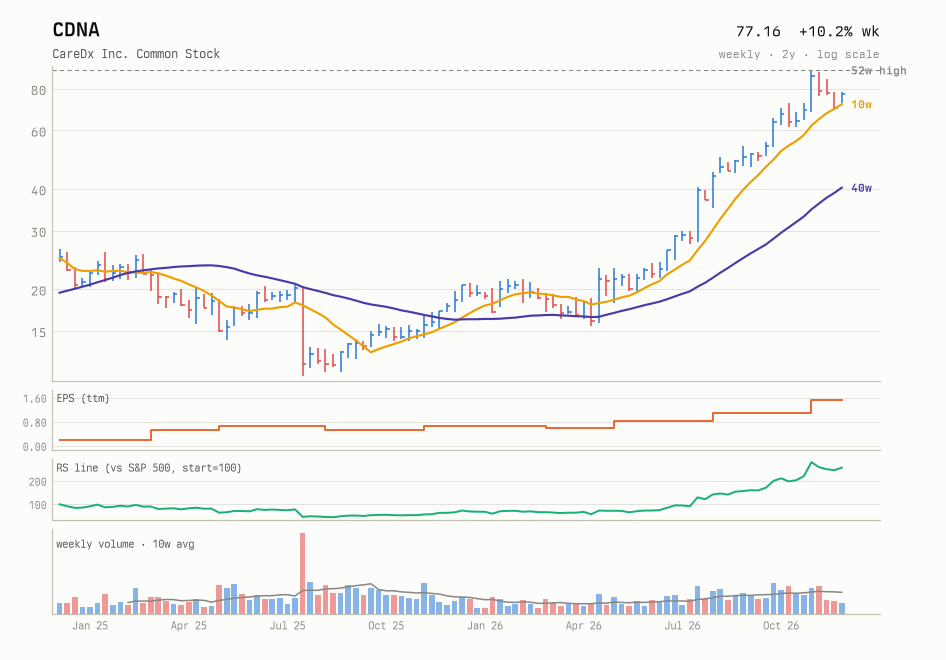 CDNA
77.16 +10.2% wk
CareDx Inc. Common Stock
weekly · 2y · log scale
52w high
80
10w
60
40w
40
30
20
15
EPS (ttm)
1.60
0.80
0.00
RS line (vs S&P 500, start=100)
200
100
weekly volume · 10w avg
Jan 25 Apr 25 Jul 25 Oct 25 Jan 26 Apr 26 Jul 26 Oct 26